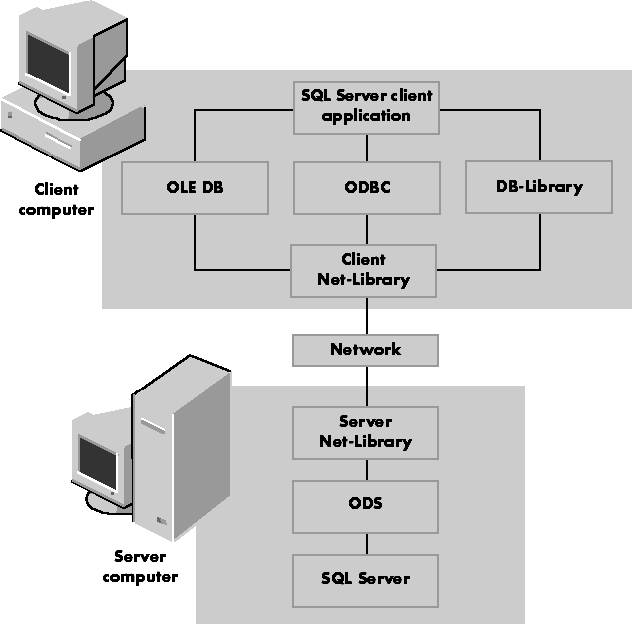 SQL Server client
application
OLE DB
ODBC
DB-Library
Client
computer
Client
Net-Library
Network
Server
Net-Library
ODS
SQL Server
Server
computer